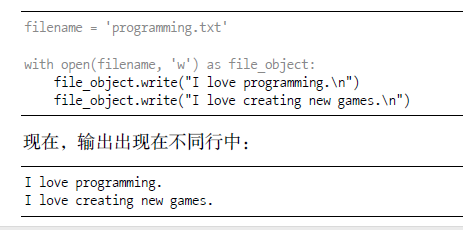 filename = 'programming.txt'
with open(filename, 'w') as file_object:
    file_object.write("I love programming.\n")
    file_object.write("I love creating new games.\n")
现在，输出出现在不同行中：
I love programming.
I love creating new games.